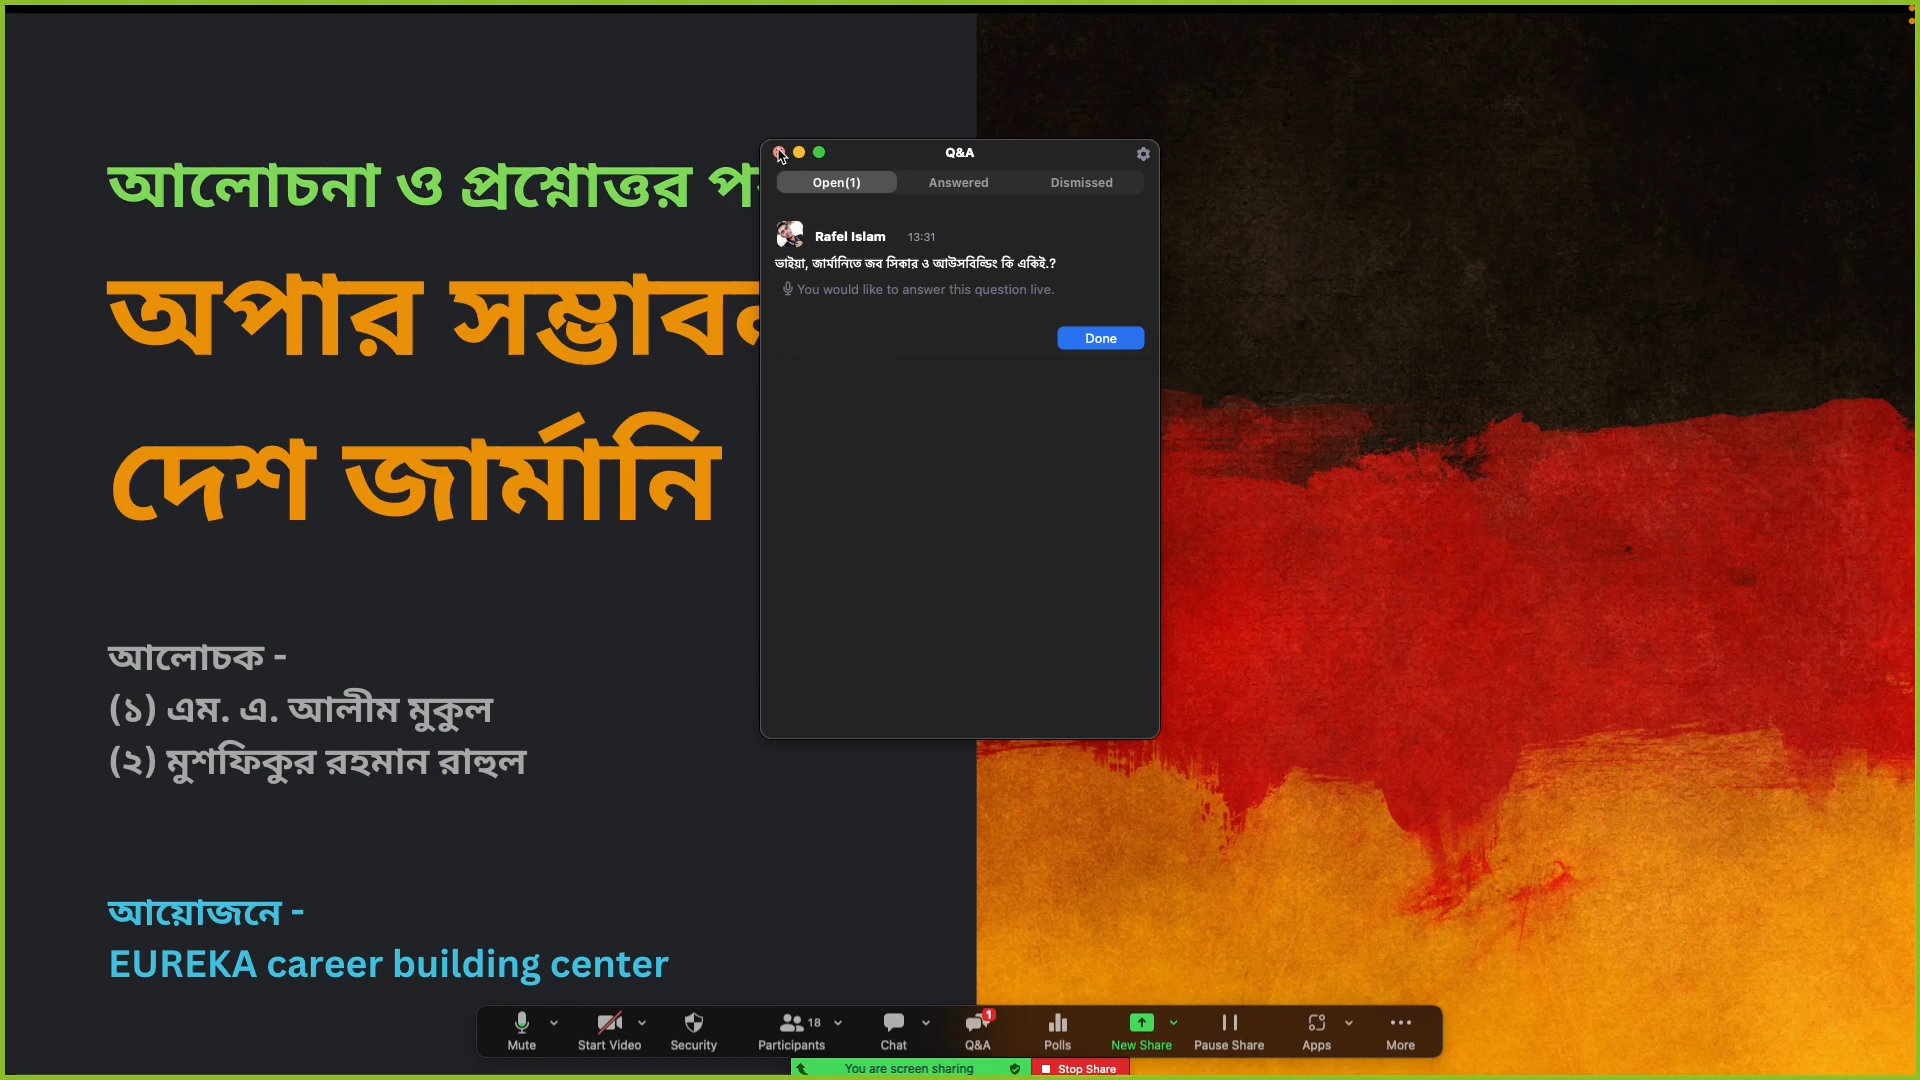 আলোচনা ও প্রশ্নোত্তর
অপার
দেশ জার্মানি
আলোচক -
(১) এম. এ. আলীম মুকুল
(২) মুশফিকুর রহমান রাহুল
আয়োজনে -
EUREKA career building center
Q&A
Open(1) Answered Dismissed
Rafel Islam 13:31
ভাইয়া, জার্মানিতে জব সিকার ও আউসবিল্ডিং কি একিই.?
You would like to answer this question live.
Done
Mute Start Video Security Participants 18 Chat Q&A 1 Polls New Share Pause Share Apps More
You are screen sharing Stop Share